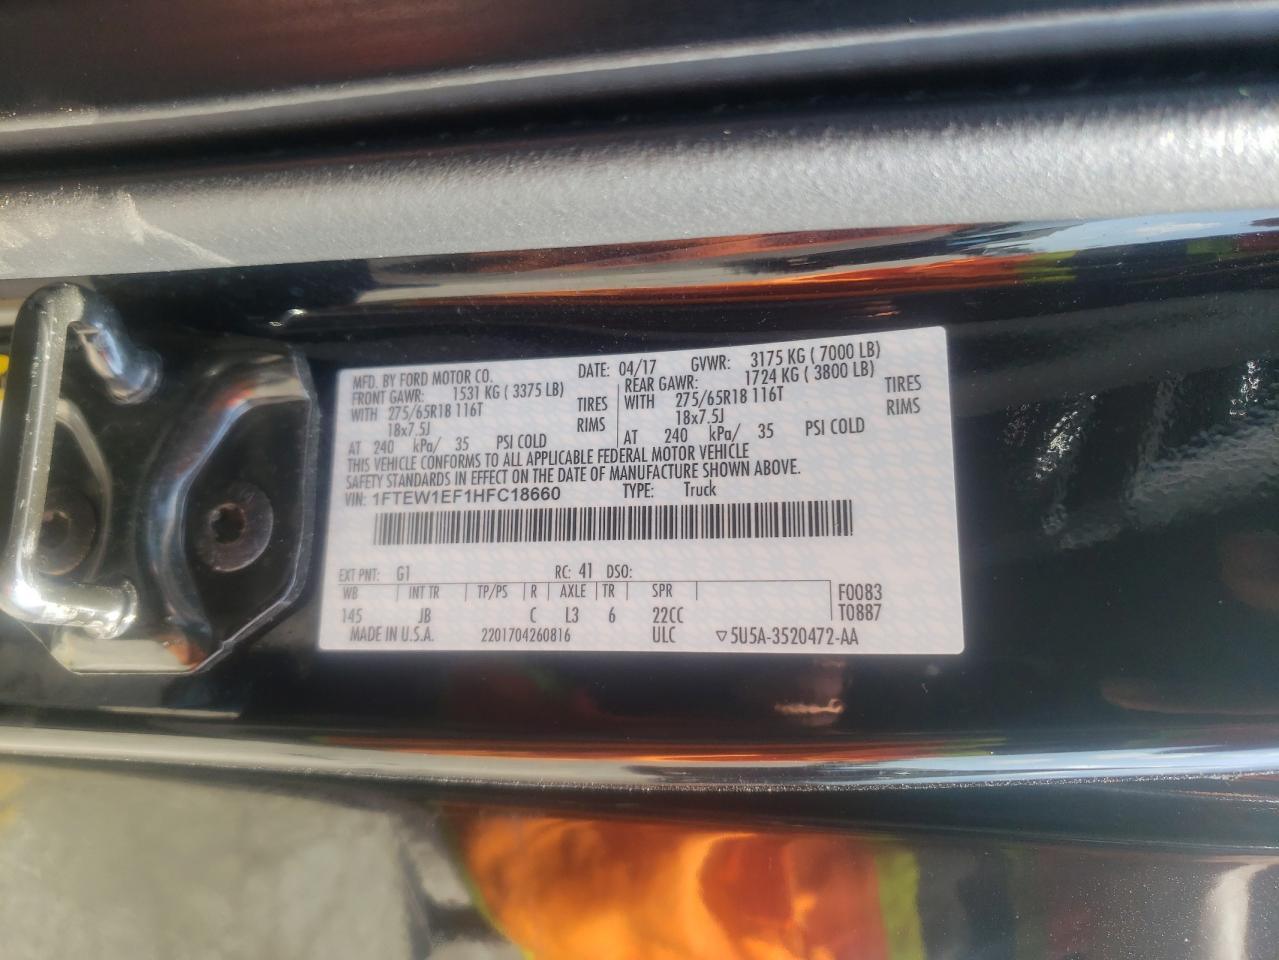 MFD. BY FORD MOTOR CO. DATE: 04/17 GVWR: 3175 KG ( 7000 LB)
FRONT GAWR: 1531 KG ( 3375 LB) REAR GAWR: 1724 KG ( 3800 LB)
WITH 275/65R18 116T TIRES WITH 275/65R18 116T TIRES
18x7.5J RIMS 18x7.5J RIMS
AT 240 kPa/ 35 PSI COLD AT 240 kPa/ 35 PSI COLD
THIS VEHICLE CONFORMS TO ALL APPLICABLE FEDERAL MOTOR VEHICLE
SAFETY STANDARDS IN EFFECT ON THE DATE OF MANUFACTURE SHOWN ABOVE.
VIN: 1FTEW1EF1HFC18660 TYPE: Truck
EXT PNT: G1 RC: 41 DSO:
WB INT TR TP/PS R AXLE TR SPR F0083
145 JB C L3 6 22CC T0887
MADE IN U.S.A. 2201704260816 ULC ▽5U5A-3520472-AA